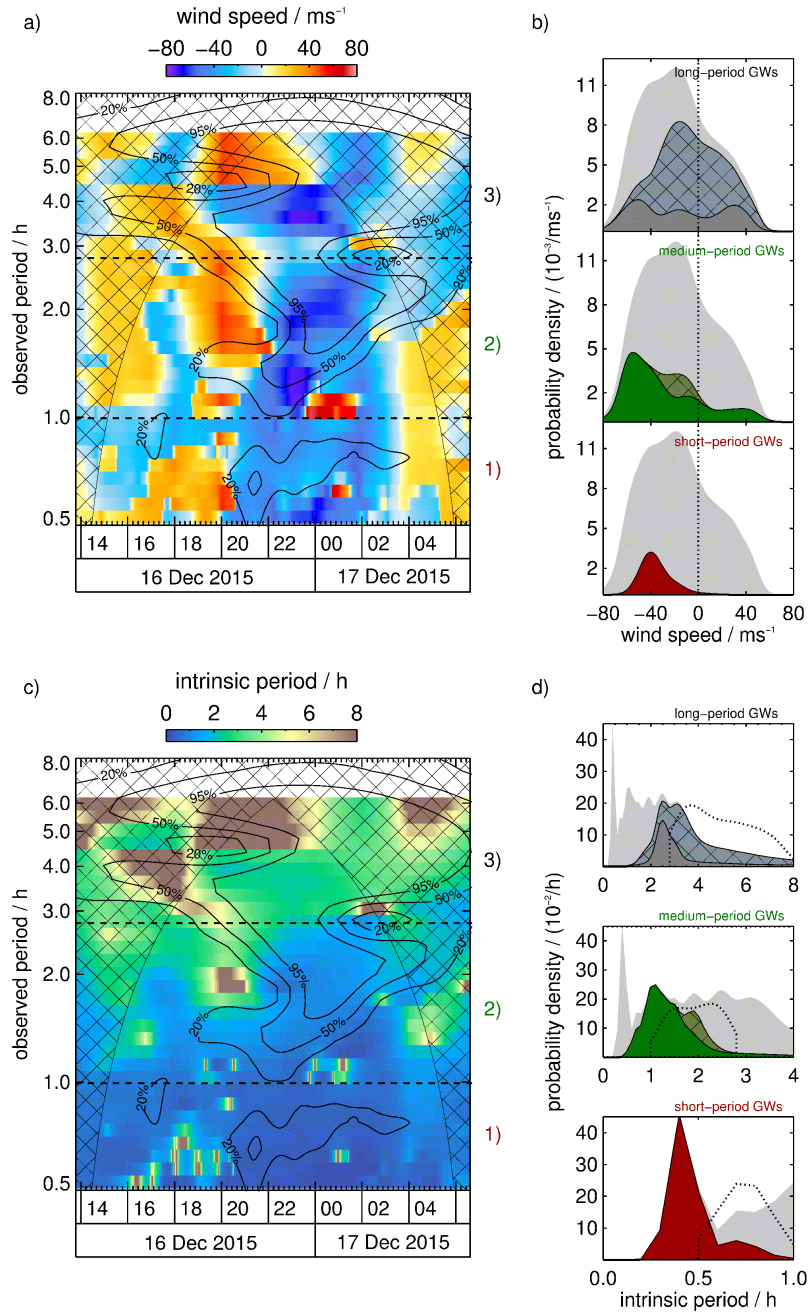 a)
wind speed / ms⁻¹
−80 −40 0 40 80
observed period / h
8.0
6.0
5.0
4.0
3.0
2.0
1.0
0.5
20%
95%
50%
20%
50%
95%
50%
20%
20%
95%
20%
50%
20%
20%
3)
2)
1)
14 16 18 20 22 00 02 04
16 Dec 2015 17 Dec 2015
b)
probability density / (10⁻³/ms⁻¹)
long−period GWs
11
8
5
2
medium−period GWs
11
8
5
2
short−period GWs
11
8
5
2
−80 −40 0 40 80
wind speed / ms⁻¹
c)
intrinsic period / h
0 2 4 6 8
observed period / h
8.0
6.0
5.0
4.0
3.0
2.0
1.0
0.5
20%
95%
50%
20%
50%
95%
50%
20%
20%
95%
20%
50%
20%
20%
3)
2)
1)
14 16 18 20 22 00 02 04
16 Dec 2015 17 Dec 2015
d)
probability density / (10⁻²/h)
long−period GWs
40
30
20
10
0 2 4 6 8
medium−period GWs
40
30
20
10
0 1 2 3 4
short−period GWs
40
30
20
10
0.0 0.5 1.0
intrinsic period / h